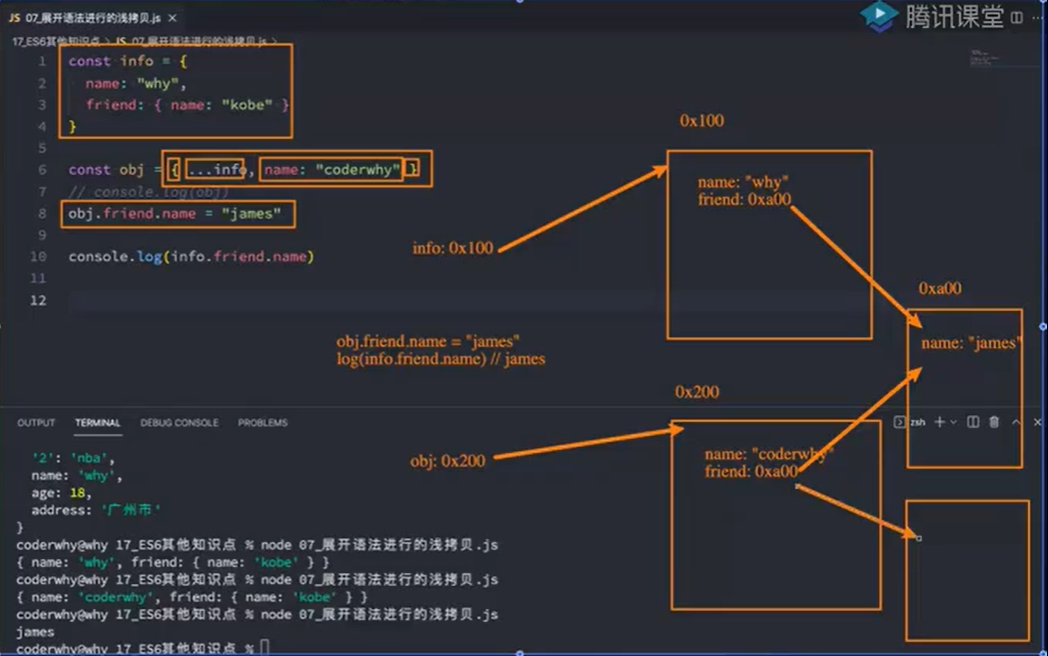 JS 07_展开语法进行的浅拷贝.js ×
腾讯课堂
17_ES6其他知识点 > JS 07_展开语法进行的浅拷贝.js >
1 const info = {
2 name: "why",
3 friend: { name: "kobe" }
4 }
5
6 const obj = { ...info, name: "coderwhy" }
7 // console.log(obj)
8 obj.friend.name = "james"
9
10 console.log(info.friend.name)
11
12
0x100
name: "why"
friend: 0xa00
info: 0x100
0xa00
name: "james"
obj.friend.name = "james"
log(info.friend.name) // james
0x200
name: "coderwhy"
friend: 0xa00
obj: 0x200
OUTPUT TERMINAL DEBUG CONSOLE PROBLEMS
zsh
'2': 'nba',
name: 'why',
age: 18,
address: '广州市'
}
coderwhy@why 17_ES6其他知识点 % node 07_展开语法进行的浅拷贝.js
{ name: 'why', friend: { name: 'kobe' } }
coderwhy@why 17_ES6其他知识点 % node 07_展开语法进行的浅拷贝.js
{ name: 'coderwhy', friend: { name: 'kobe' } }
coderwhy@why 17_ES6其他知识点 % node 07_展开语法进行的浅拷贝.js
james
coderwhy@why 17_ES6其他知识点 %